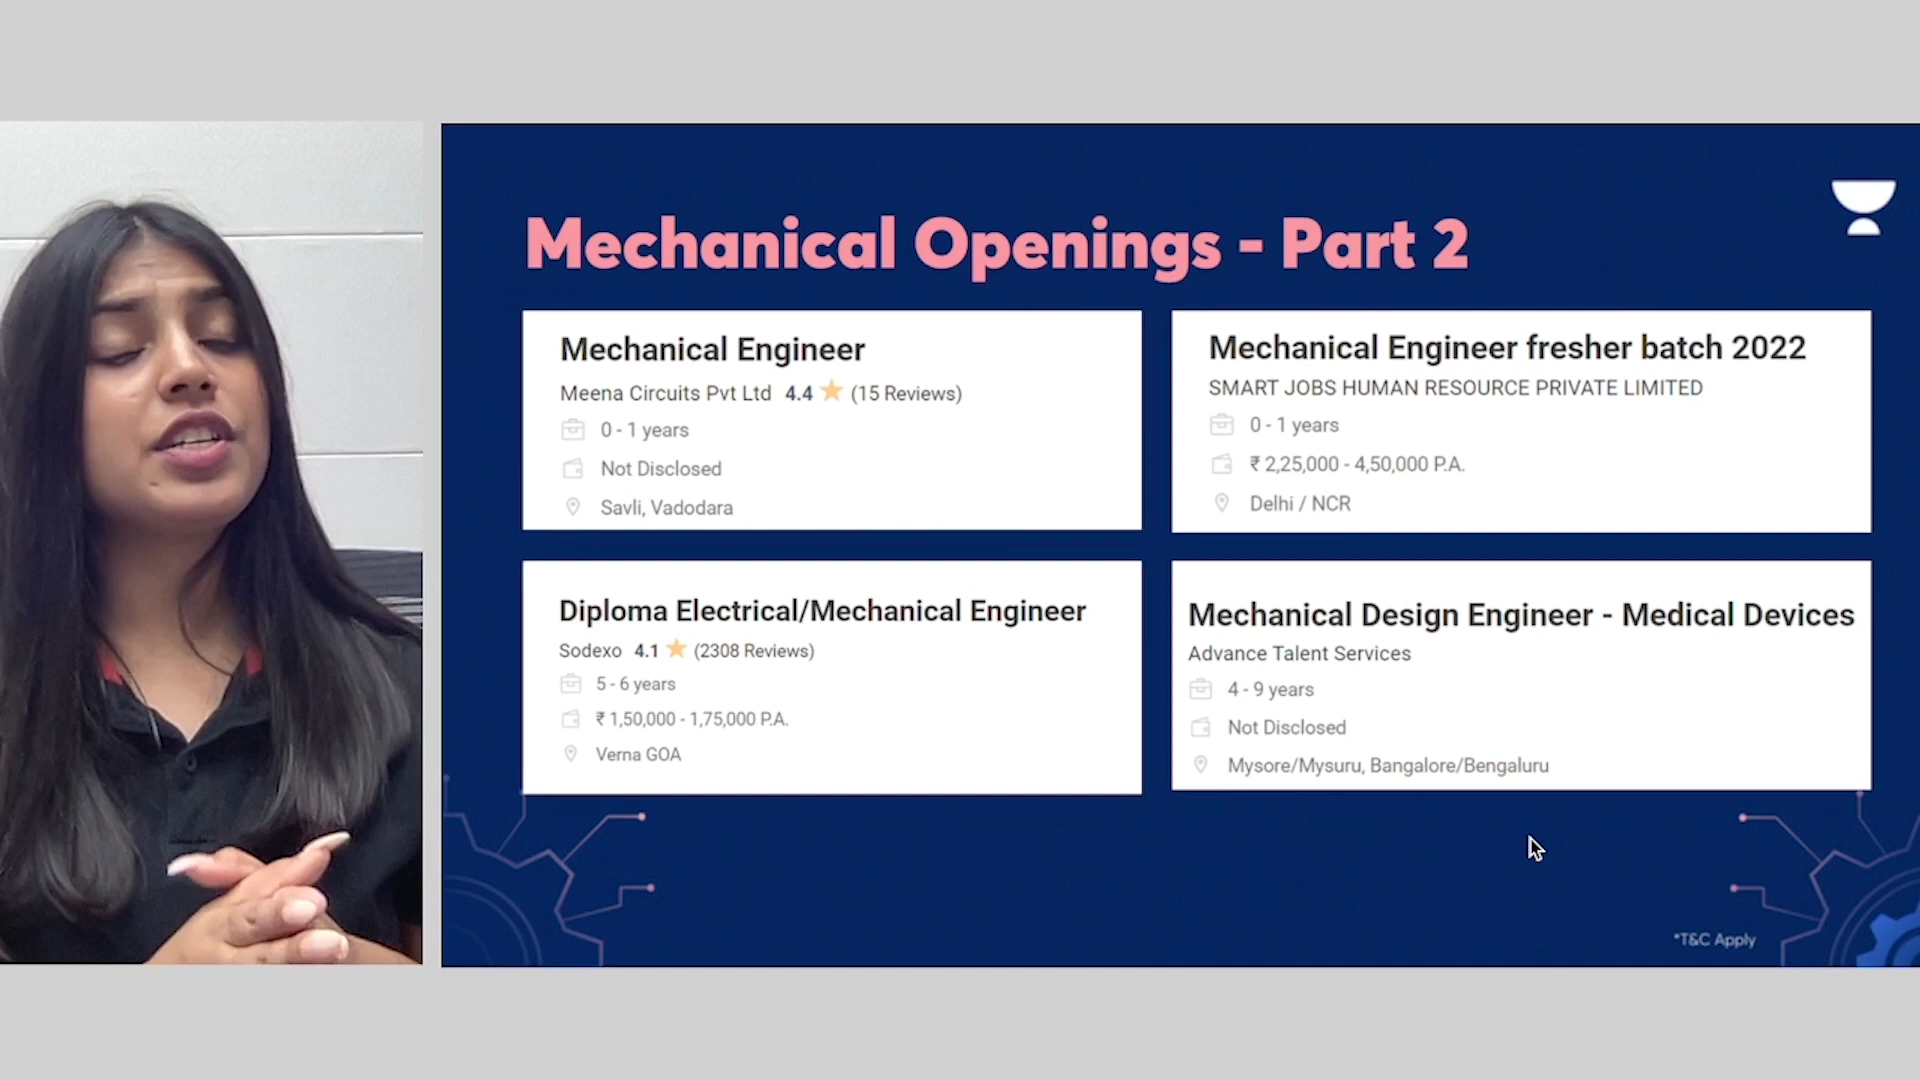 Mechanical Openings - Part 2
Mechanical Engineer
Meena Circuits Pvt Ltd 4.4 (15 Reviews)
0 - 1 years
Not Disclosed
Savli, Vadodara
Mechanical Engineer fresher batch 2022
SMART JOBS HUMAN RESOURCE PRIVATE LIMITED
0 - 1 years
₹ 2,25,000 - 4,50,000 P.A.
Delhi / NCR
Diploma Electrical/Mechanical Engineer
Sodexo 4.1 (2308 Reviews)
5 - 6 years
₹ 1,50,000 - 1,75,000 P.A.
Verna GOA
Mechanical Design Engineer - Medical Devices
Advance Talent Services
4 - 9 years
Not Disclosed
Mysore/Mysuru, Bangalore/Bengaluru
*T&C Apply